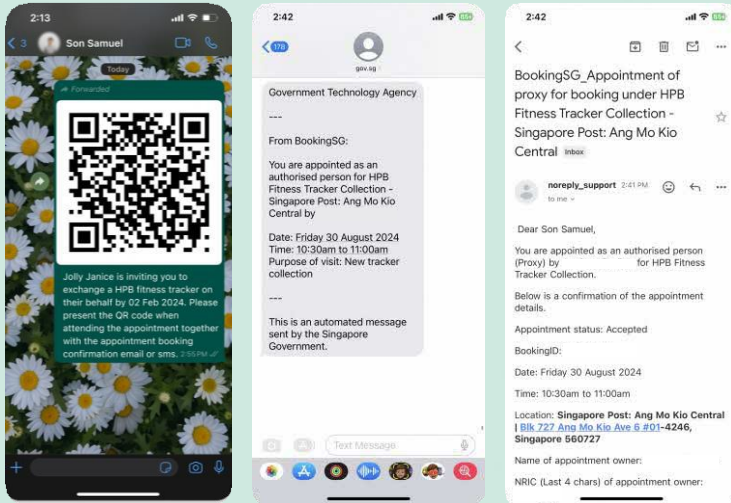 2:13
3
Son Samuel
Today
Forwarded
Jolly Janice is inviting you to
exchange a HPB fitness tracker on
their behalf by 02 Feb 2024. Please
present the QR code when
attending the appointment together
with the appointment booking
confirmation email or sms. 2:55PM
2:42
178
gov.sg
Government Technology Agency
---
From BookingSG:
You are appointed as an
authorised person for HPB
Fitness Tracker Collection -
Singapore Post: Ang Mo Kio
Central by
Date: Friday 30 August 2024
Time: 10:30am to 11:00am
Purpose of visit: New tracker
collection
---
This is an automated message
sent by the Singapore
Government.
Text Message
2:42
BookingSG_Appointment of
proxy for booking under HPB
Fitness Tracker Collection -
Singapore Post: Ang Mo Kio
Central Inbox
noreply_support 2:41 PM
to me
Dear Son Samuel,
You are appointed as an authorised person
(Proxy) by for HPB Fitness
Tracker Collection.
Below is a confirmation of the appointment
details.
Appointment status: Accepted
BookingID:
Date: Friday 30 August 2024
Time: 10:30am to 11:00am
Location: Singapore Post: Ang Mo Kio Central
| Blk 727 Ang Mo Kio Ave 6 #01-4246,
Singapore 560727
Name of appointment owner:
NRIC (Last 4 chars) of appointment owner: